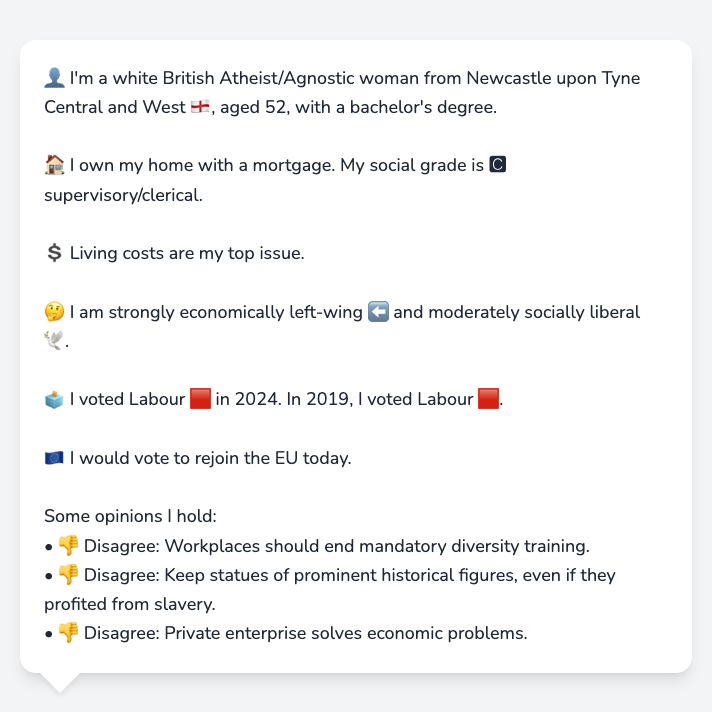 👤 I'm a white British Atheist/Agnostic woman from Newcastle upon Tyne
Central and West 🏴󠁧󠁢󠁥󠁮󠁧󠁿, aged 52, with a bachelor's degree.
🏠 I own my home with a mortgage. My social grade is 🅲
supervisory/clerical.
💲 Living costs are my top issue.
🤔 I am strongly economically left-wing ⬅️ and moderately socially liberal
🕊️.
🗳️ I voted Labour 🟥 in 2024. In 2019, I voted Labour 🟥.
🇪🇺 I would vote to rejoin the EU today.
Some opinions I hold:
• 👎 Disagree: Workplaces should end mandatory diversity training.
• 👎 Disagree: Keep statues of prominent historical figures, even if they
profited from slavery.
• 👎 Disagree: Private enterprise solves economic problems.